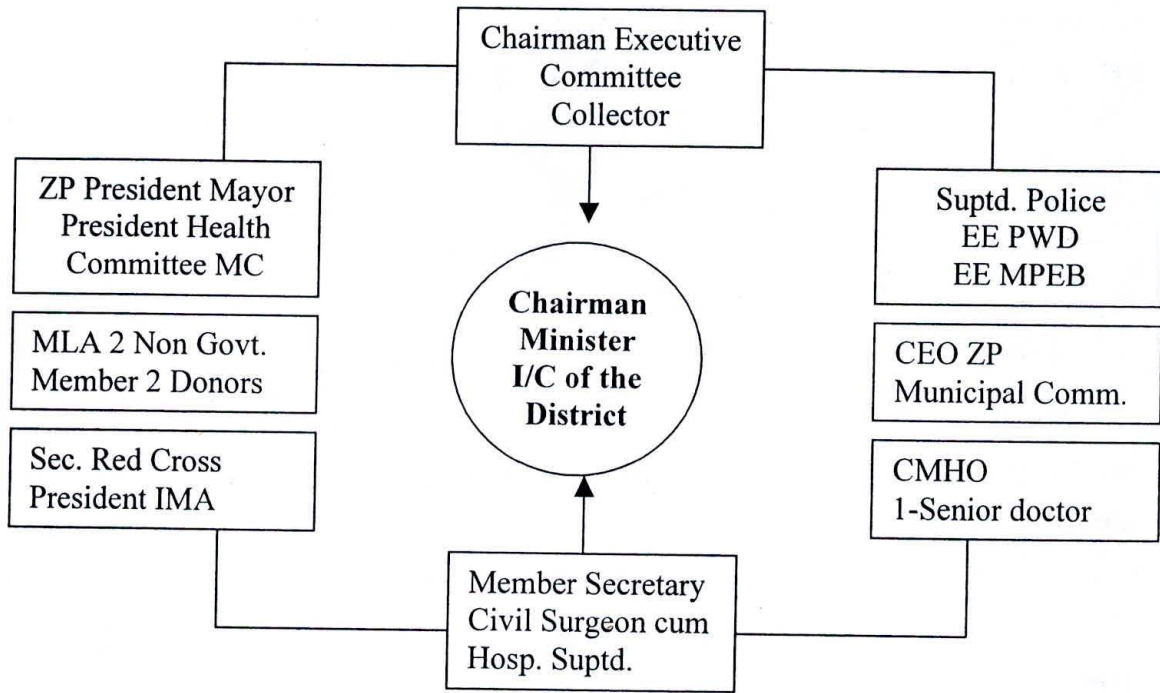 Chairman Executive
Committee
Collector
ZP President Mayor
President Health
Committee MC
MLA 2 Non Govt.
Member 2 Donors
Sec. Red Cross
President IMA
Chairman
Minister
I/C of the
District
Suptd. Police
EE PWD
EE MPEB
CEO ZP
Municipal Comm.
CMHO
1-Senior doctor
Member Secretary
Civil Surgeon cum
Hosp. Suptd.